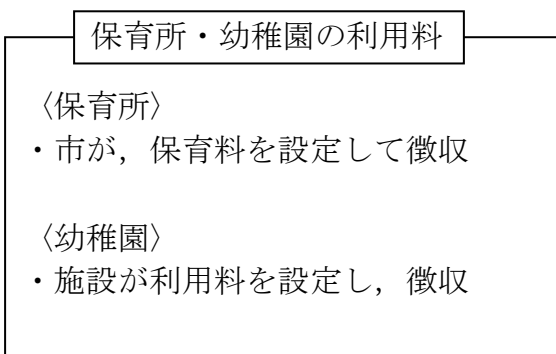 保育所・幼稚園の利用料
〈保育所〉
・市が，保育料を設定して徴収
〈幼稚園〉
・施設が利用料を設定し，徴収